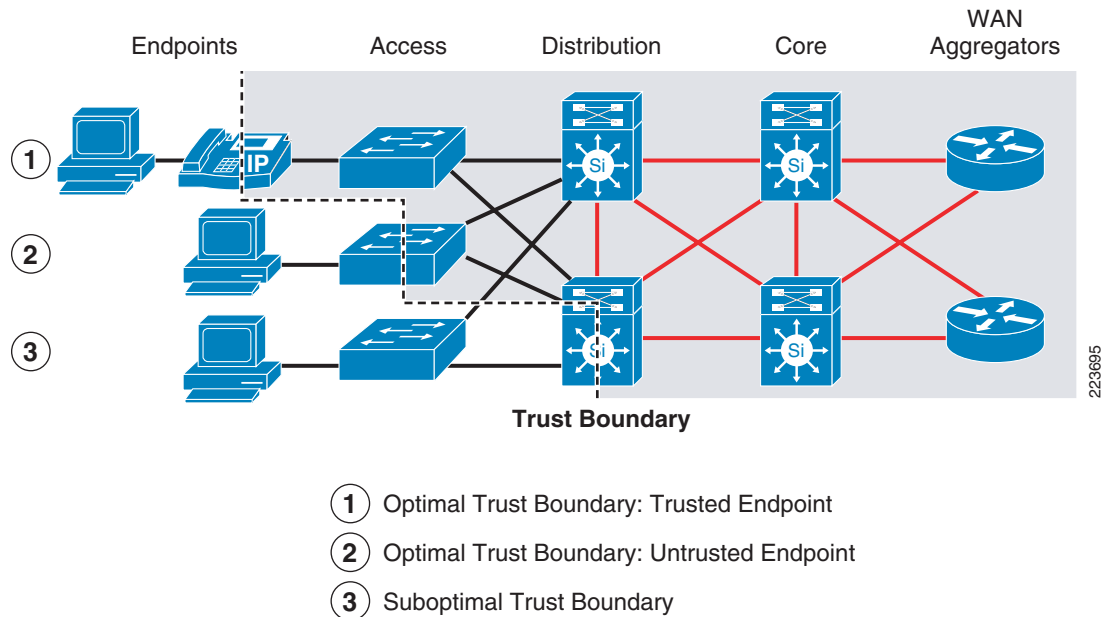 WAN
Endpoints Access Distribution Core Aggregators
1 IP Si Si
2
3 Si Si
223695
Trust Boundary
1 Optimal Trust Boundary: Trusted Endpoint
2 Optimal Trust Boundary: Untrusted Endpoint
3 Suboptimal Trust Boundary